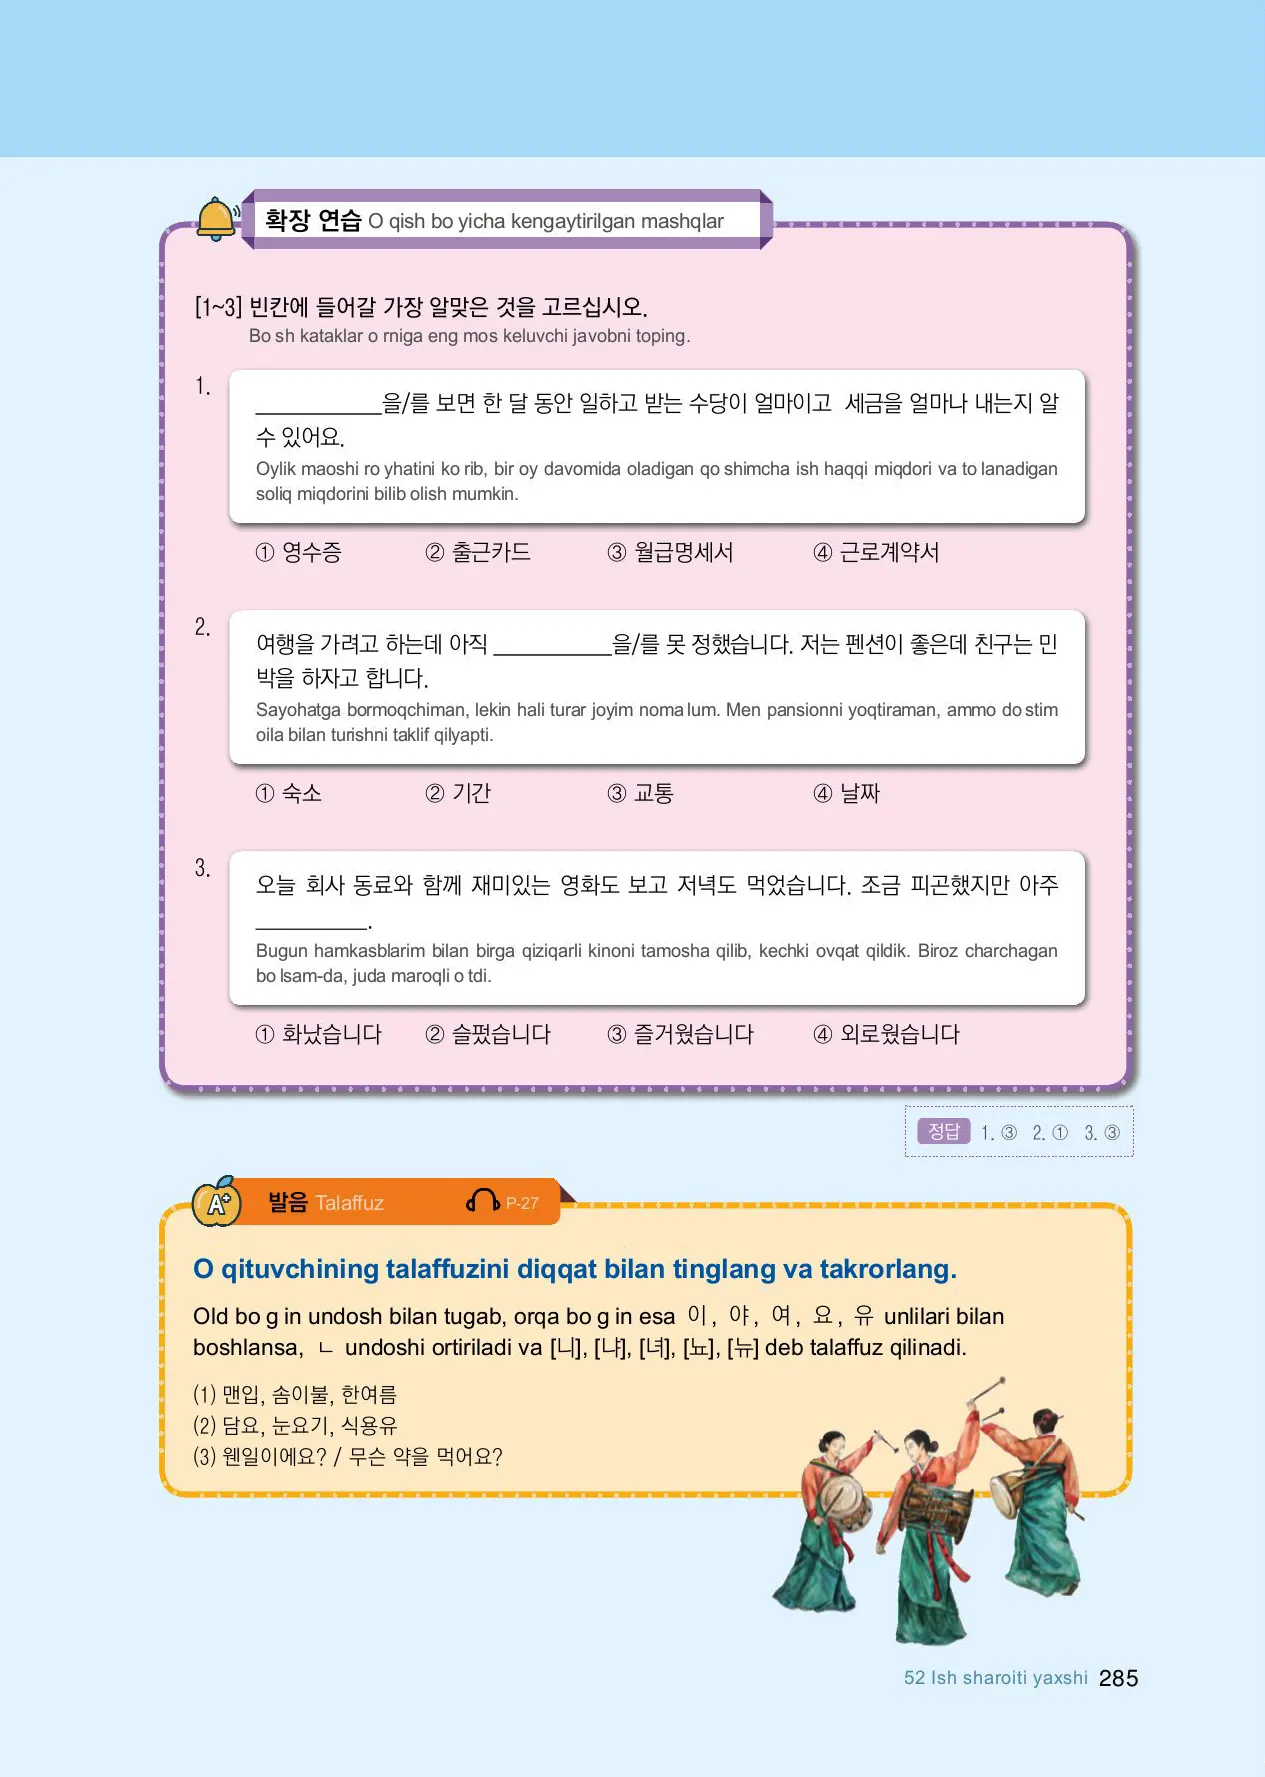 확장 연습 O qish bo yicha kengaytirilgan mashqlar
[1~3] 빈칸에 들어갈 가장 알맞은 것을 고르십시오.
Bo sh kataklar o rniga eng mos keluvchi javobni toping.
1.
___________을/를 보면 한 달 동안 일하고 받는 수당이 얼마이고 세금을 얼마나 내는지 알
수 있어요.
Oylik maoshi ro yhatini ko rib, bir oy davomida oladigan qo shimcha ish haqqi miqdori va to lanadigan
soliq miqdorini bilib olish mumkin.
① 영수증 ② 출근카드 ③ 월급명세서 ④ 근로계약서
2.
여행을 가려고 하는데 아직 __________을/를 못 정했습니다. 저는 펜션이 좋은데 친구는 민
박을 하자고 합니다.
Sayohatga bormoqchiman, lekin hali turar joyim noma lum. Men pansionni yoqtiraman, ammo do stim
oila bilan turishni taklif qilyapti.
① 숙소 ② 기간 ③ 교통 ④ 날짜
3.
오늘 회사 동료와 함께 재미있는 영화도 보고 저녁도 먹었습니다. 조금 피곤했지만 아주
__________.
Bugun hamkasblarim bilan birga qiziqarli kinoni tamosha qilib, kechki ovqat qildik. Biroz charchagan
bo lsam-da, juda maroqli o tdi.
① 화났습니다 ② 슬펐습니다 ③ 즐거웠습니다 ④ 외로웠습니다
정답 1. ③ 2. ① 3. ③
A+ 발음 Talaffuz P-27
O qituvchining talaffuzini diqqat bilan tinglang va takrorlang.
Old bo g in undosh bilan tugab, orqa bo g in esa 이, 야, 여, 요, 유 unlilari bilan
boshlansa, ㄴ undoshi ortiriladi va [니], [냐], [녀], [뇨], [뉴] deb talaffuz qilinadi.
(1) 맨입, 솜이불, 한여름
(2) 담요, 눈요기, 식용유
(3) 웬일이에요? / 무슨 약을 먹어요?
52 Ish sharoiti yaxshi 285